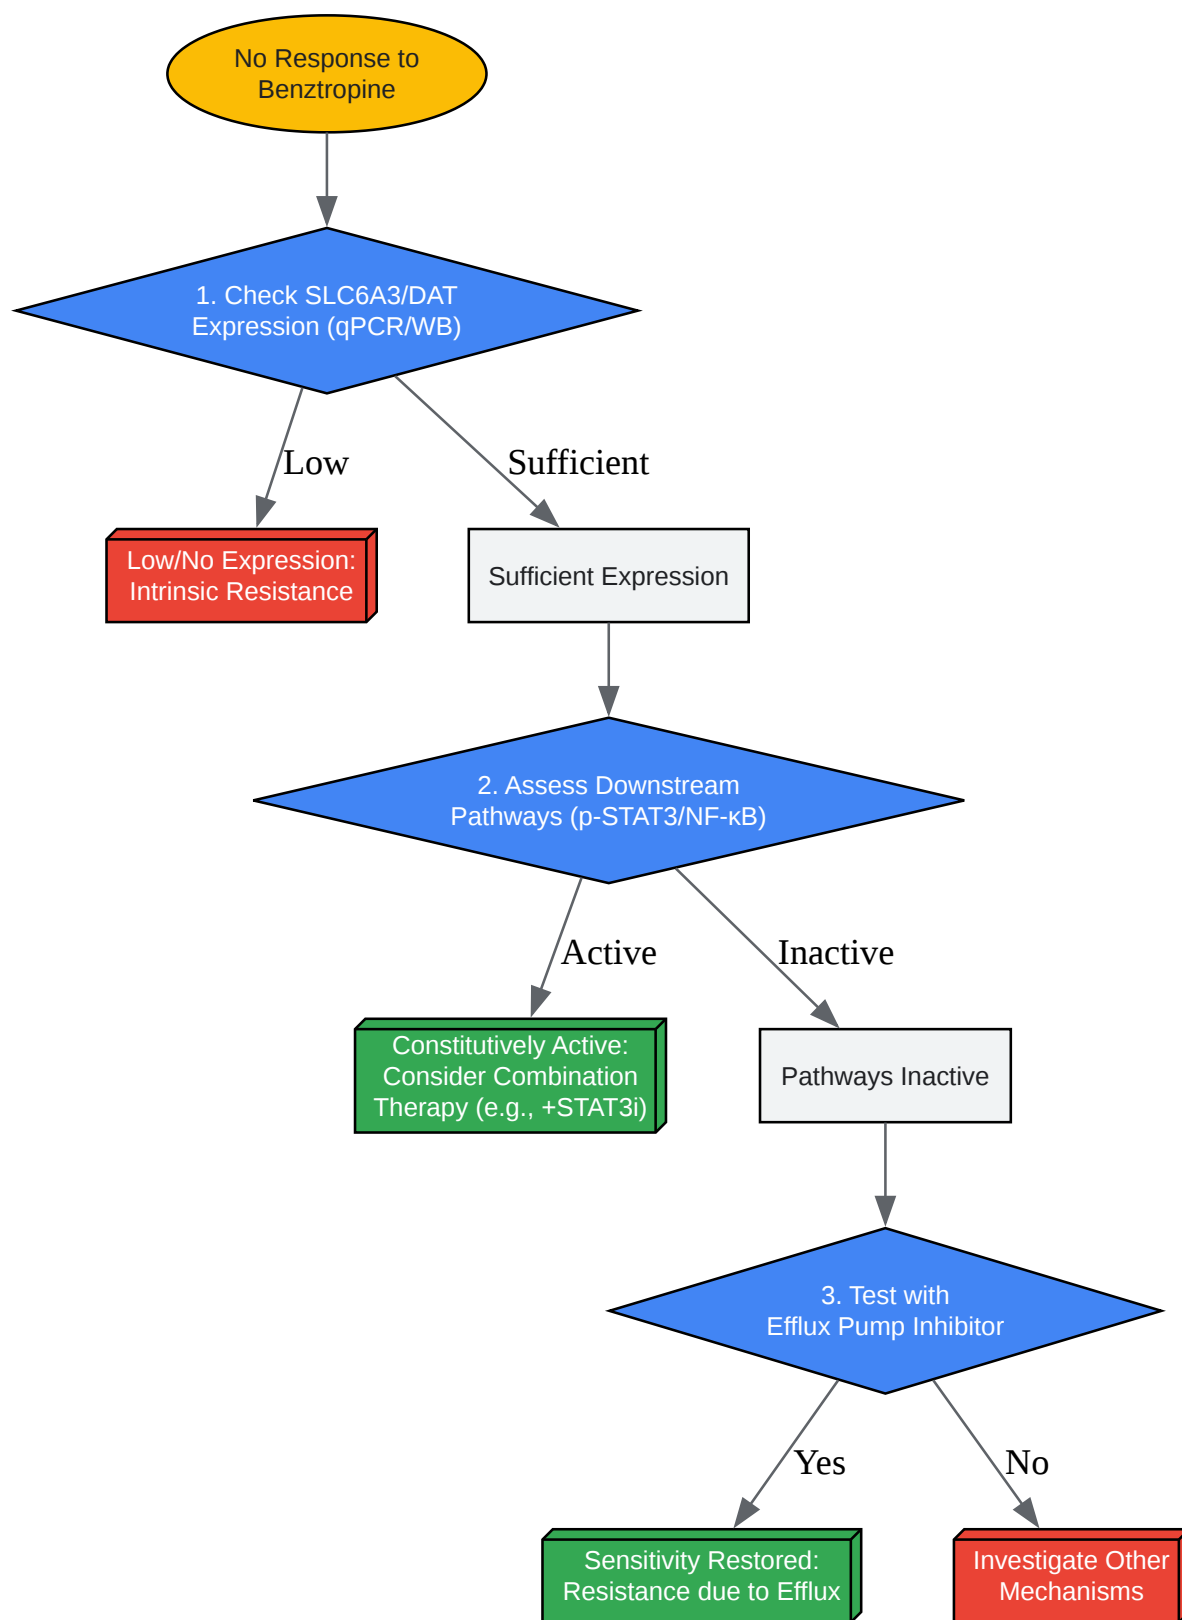 No Response to
Benztropine
1. Check SLC6A3/DAT
Expression (qPCR/WB)
Low
Sufficient
Low/No Expression:
Intrinsic Resistance
Sufficient Expression
2. Assess Downstream
Pathways (p-STAT3/NF-κB)
Active
Inactive
Constitutively Active:
Consider Combination
Therapy (e.g., +STAT3i)
Pathways Inactive
3. Test with
Efflux Pump Inhibitor
Yes
No
Sensitivity Restored:
Resistance due to Efflux
Investigate Other
Mechanisms